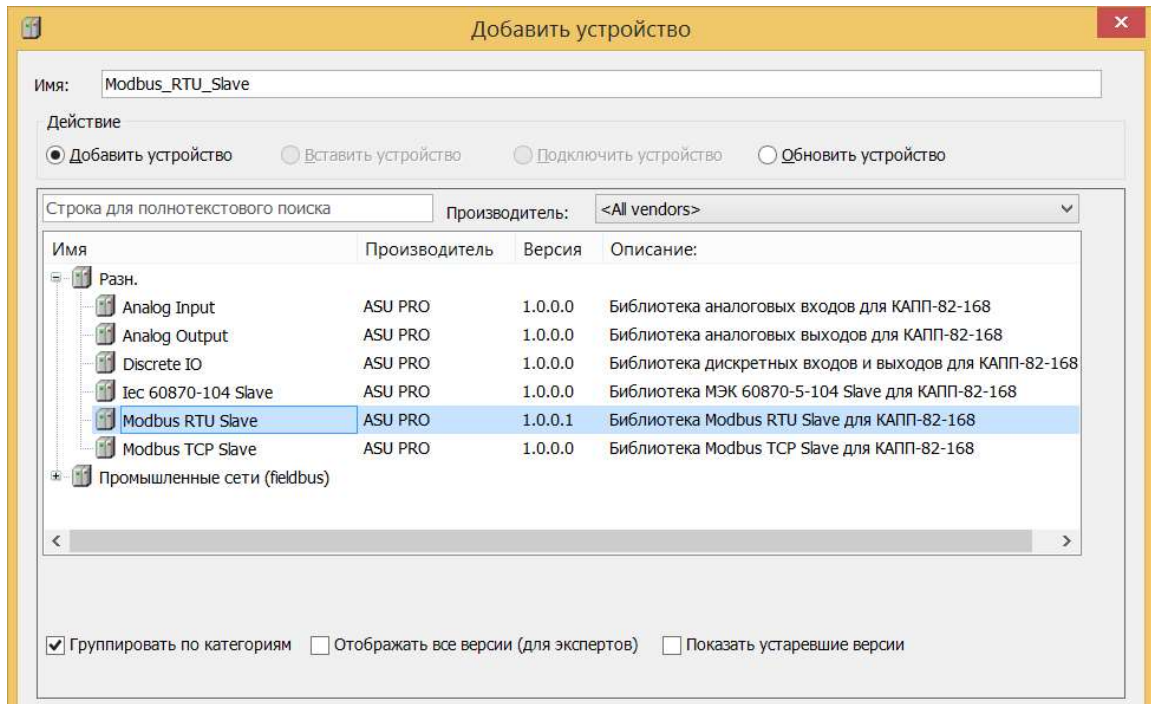 Добавить устройство
Имя: Modbus_RTU_Slave
Действие
Добавить устройство Вставить устройство Подключить устройство Обновить устройство
Строка для полнотекстового поиска Производитель: <All vendors>
Имя Производитель Версия Описание:
Разн.
Analog Input ASU PRO 1.0.0.0 Библиотека аналоговых входов для КАПП-82-168
Analog Output ASU PRO 1.0.0.0 Библиотека аналоговых выходов для КАПП-82-168
Discrete IO ASU PRO 1.0.0.0 Библиотека дискретных входов и выходов для КАПП-82-168
Iec 60870-104 Slave ASU PRO 1.0.0.0 Библиотека МЭК 60870-5-104 Slave для КАПП-82-168
Modbus RTU Slave ASU PRO 1.0.0.1 Библиотека Modbus RTU Slave для КАПП-82-168
Modbus TCP Slave ASU PRO 1.0.0.0 Библиотека Modbus TCP Slave для КАПП-82-168
Промышленные сети (fieldbus)
Группировать по категориям Отображать все версии (для экспертов) Показать устаревшие версии